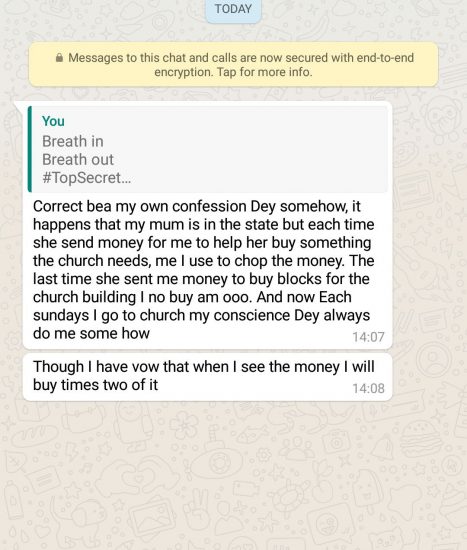 TODAY
Messages to this chat and calls are now secured with end-to-end
encryption. Tap for more info.
You
Breath in
Breath out
#TopSecret...
Correct bea my own confession Dey somehow, it
happens that my mum is in the state but each time
she send money for me to help her buy something
the church needs, me I use to chop the money. The
last time she sent me money to buy blocks for the
church building I no buy am ooo. And now Each
sundays I go to church my conscience Dey always
do me some how
14:07
Though I have vow that when I see the money I will
buy times two of it
14:08